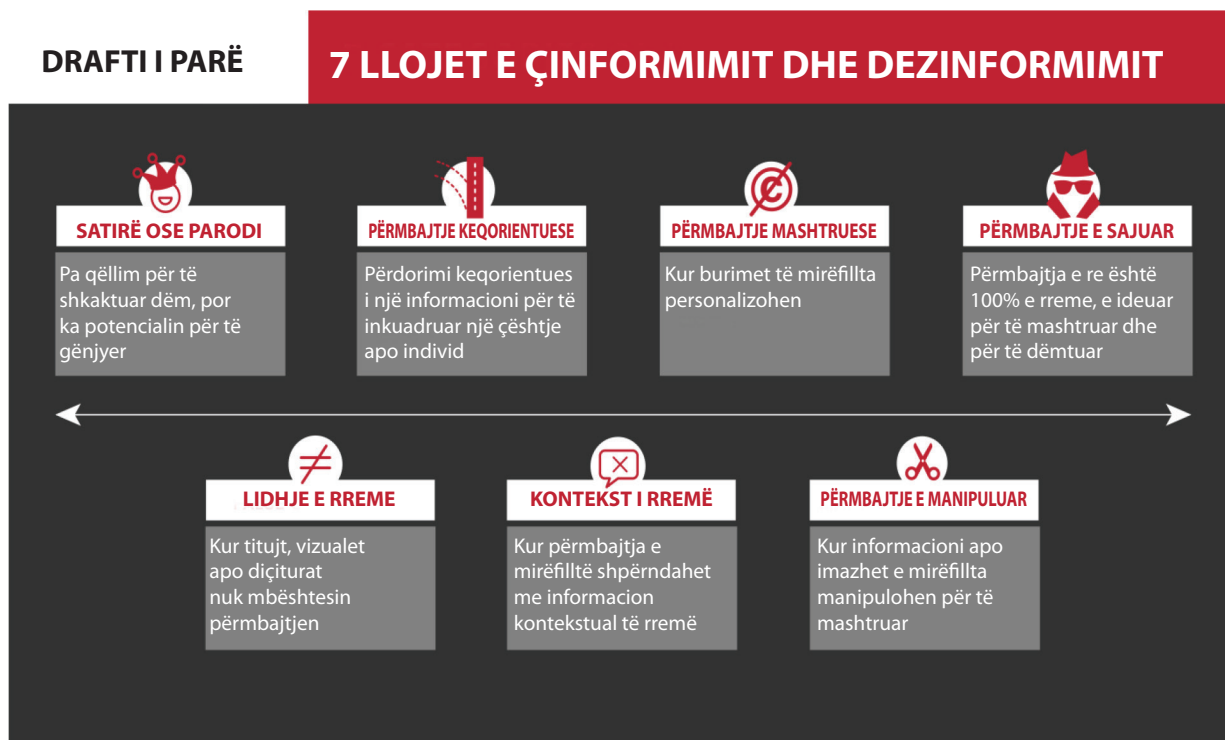 DRAFTI I PARË
7 LLOJET E ÇINFORMIMIT DHE DEZINFORMIMIT
SATIRË OSE PARODI
Pa qëllim për të
shkaktuar dëm, por
ka potencialin për të
gënjyer
PËRMBAJTJE KEQORIENTUESE
Përdorimi keqorientues
i një informacioni për të
inkuadruar një çështje
apo individ
PËRMBAJTJE MASHTRUESE
Kur burimet të mirëfillta
personalizohen
PËRMBAJTJE E SAJUAR
Përmbajtja e re është
100% e rreme, e ideuar
për të mashtruar dhe
për të dëmtuar
LIDHJE E RREME
Kur titujt, vizualet
apo diçiturat
nuk mbështesin
përmbajtjen
KONTEKST I RREMË
Kur përmbajtja e
mirëfilltë shpërndahet
me informacion
kontekstual të rremë
PËRMBAJTJE E MANIPULUAR
Kur informacioni apo
imazhet e mirëfillta
manipulohen për të
mashtruar